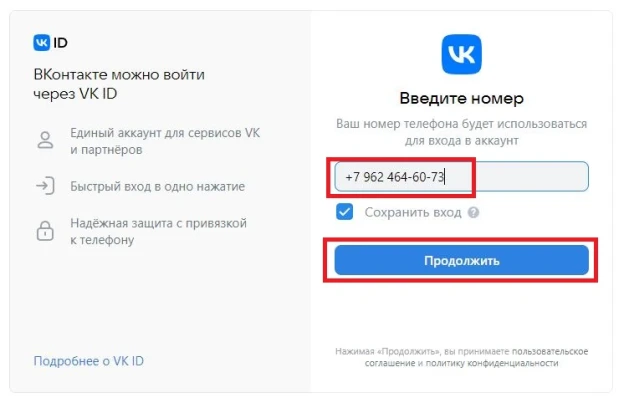 VK ID
ВКонтакте можно войти
через VK ID
Единый аккаунт для сервисов VK
и партнёров
Быстрый вход в одно нажатие
Надёжная защита с привязкой
к телефону
Подробнее о VK ID
VK
Введите номер
Ваш номер телефона будет использоваться
для входа в аккаунт
+7 962 464-60-73
Сохранить вход ?
Продолжить
Нажимая «Продолжить», вы принимаете пользовательское
соглашение и политику конфиденциальности